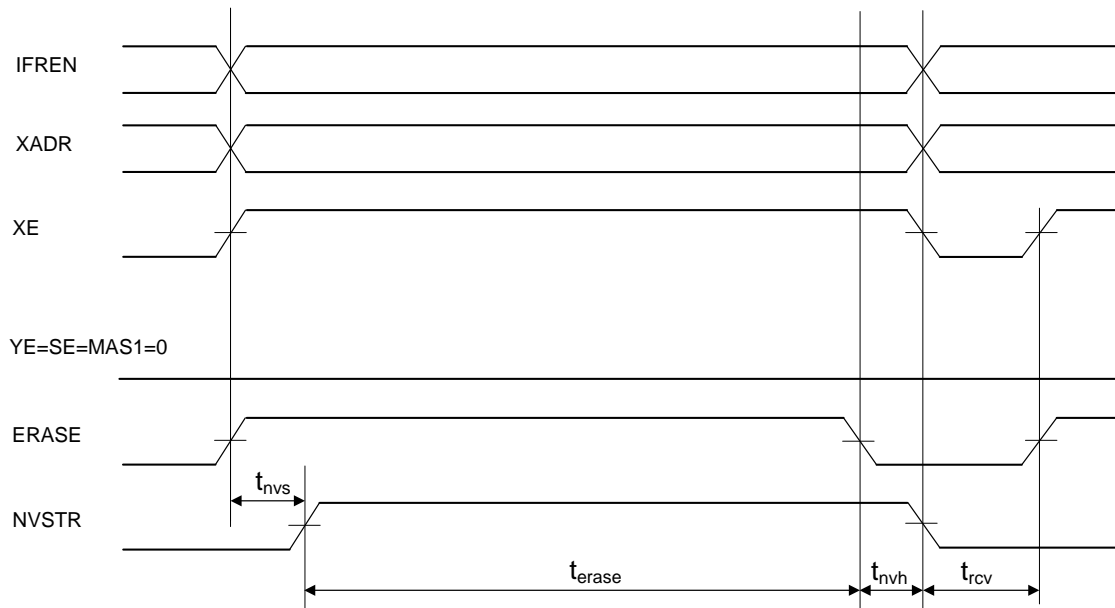 IFREN
XADR
XE
YE=SE=MAS1=0
ERASE
tnvs
NVSTR
terase
tnvh
trcv